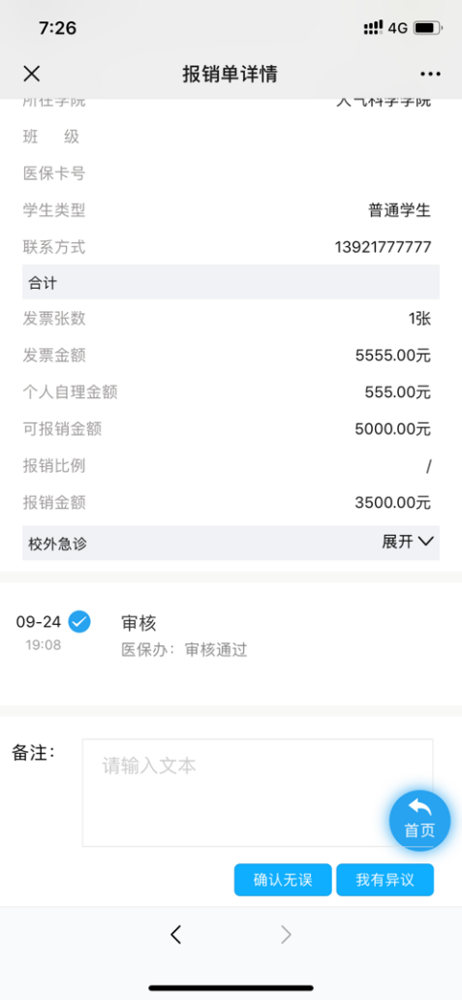 7:26
4G
报销单详情
所在学院
大气科学学院
班 级
医保卡号
学生类型 普通学生
联系方式 13921777777
合计
发票张数 1张
发票金额 5555.00元
个人自理金额 555.00元
可报销金额 5000.00元
报销比例 /
报销金额 3500.00元
校外急诊 展开
09-24 审核
19:08 医保办：审核通过
备注：
请输入文本
首页
确认无误 我有异议